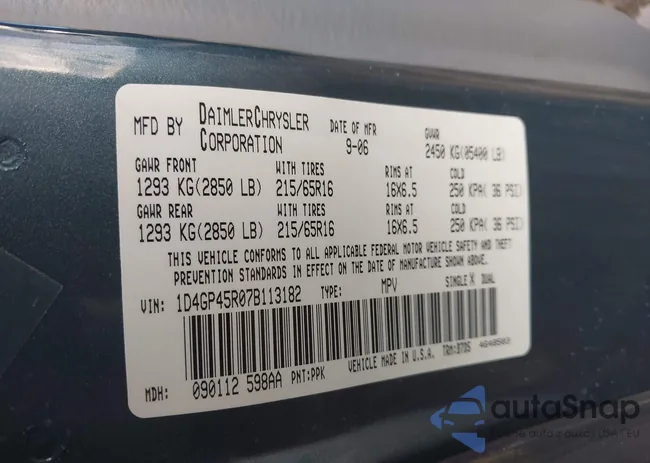 MFD BY DAIMLERCHRYSLER CORPORATION DATE OF MFR 9-06 GVWR 2450 KG(05400 LB)
GAWR FRONT WITH TIRES RIMS AT COLD
1293 KG(2850 LB) 215/65R16 16X6.5 250 KPA( 36 PSI)
GAWR REAR WITH TIRES RIMS AT COLD
1293 KG(2850 LB) 215/65R16 16X6.5 250 KPA( 36 PSI)
THIS VEHICLE CONFORMS TO ALL APPLICABLE FEDERAL MOTOR VEHICLE SAFETY AND THEFT
PREVENTION STANDARDS IN EFFECT ON THE DATE OF MANUFACTURE SHOWN ABOVE.
VIN: 1D4GP45R07B113182 TYPE: MPV SINGLE X DUAL
MDH: 090112 598AA PNT:PPK VEHICLE MADE IN U.S.A.
autoSnap